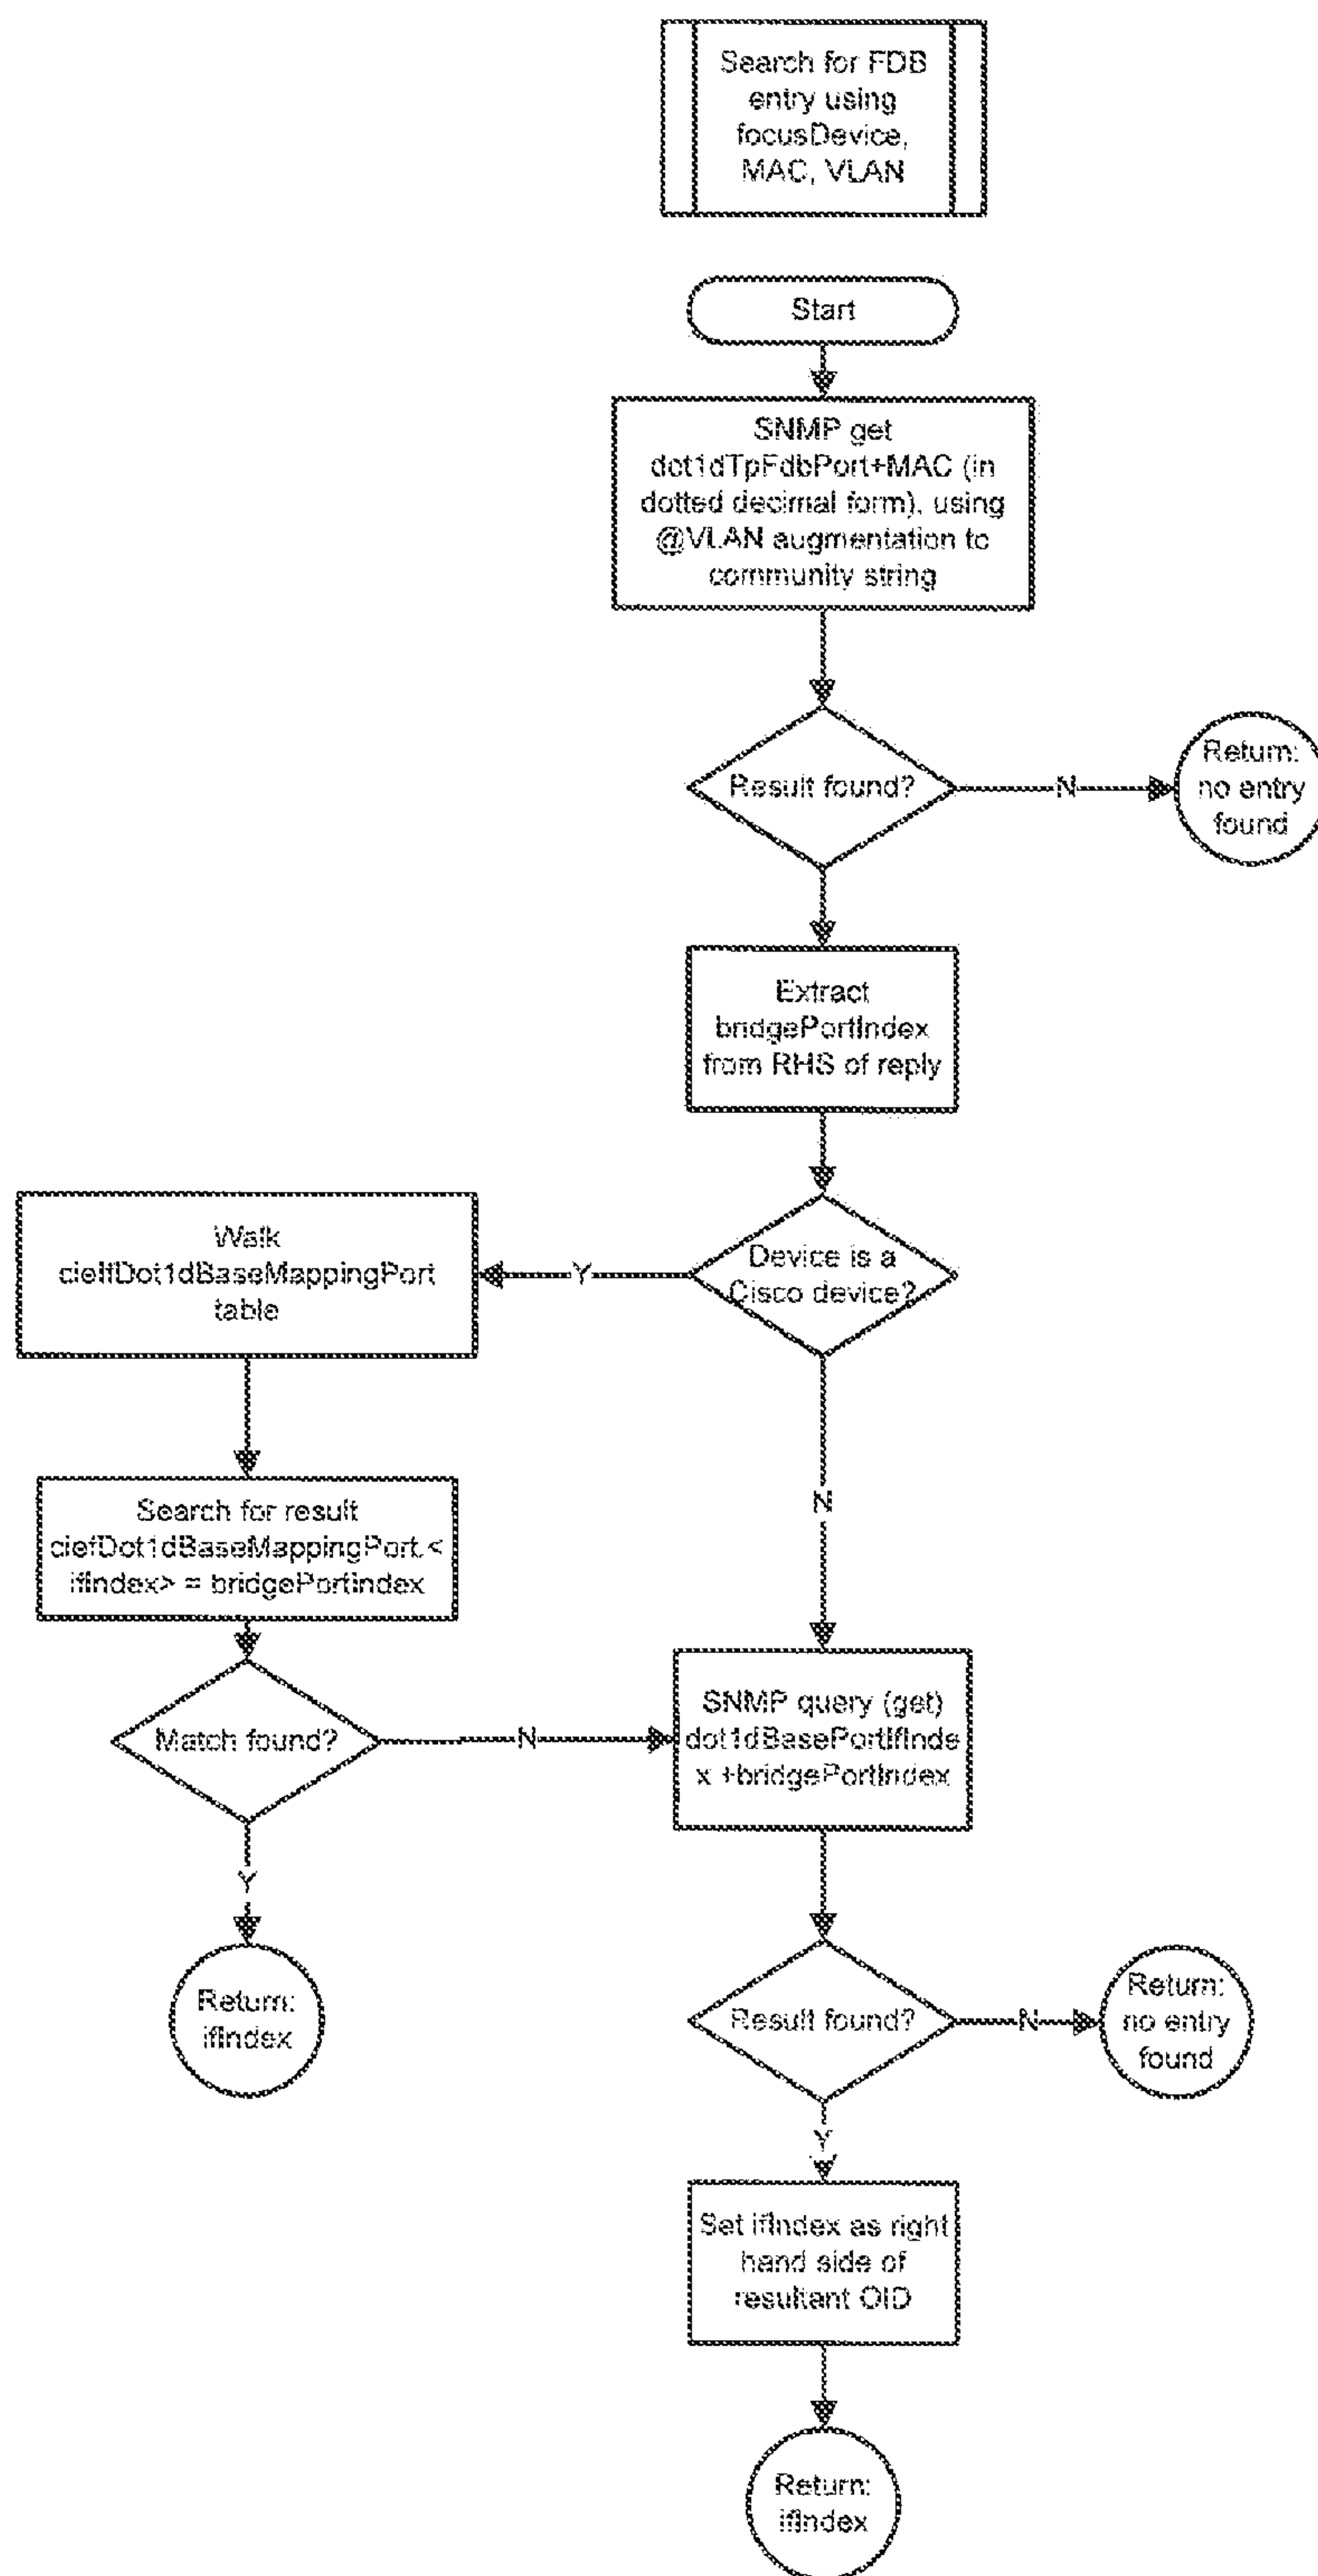 Search for FDB
entry using
focusDevice,
MAC, VLAN
Start
SNMP get
dot1dTpFdbPort+MAC (in
dotted decimal form), using
@VLAN augmentation to
community string
Result found?
N
Return:
no entry
found
Extract
bridgePortIndex
from RHS of reply
Device is a
Cisco device?
Y
Walk
cieIfDot1dBaseMappingPort
table
N
Search for result
ciefDot1dBaseMappingPort.<
ifIndex> = bridgePortIndex
Match found?
N
SNMP query (get)
dot1dBasePortIfInde
x +bridgePortIndex
Y
Return:
ifIndex
Result found?
N
Return:
no entry
found
Y
Set ifIndex as right
hand side of
resultant OID
Return:
ifIndex